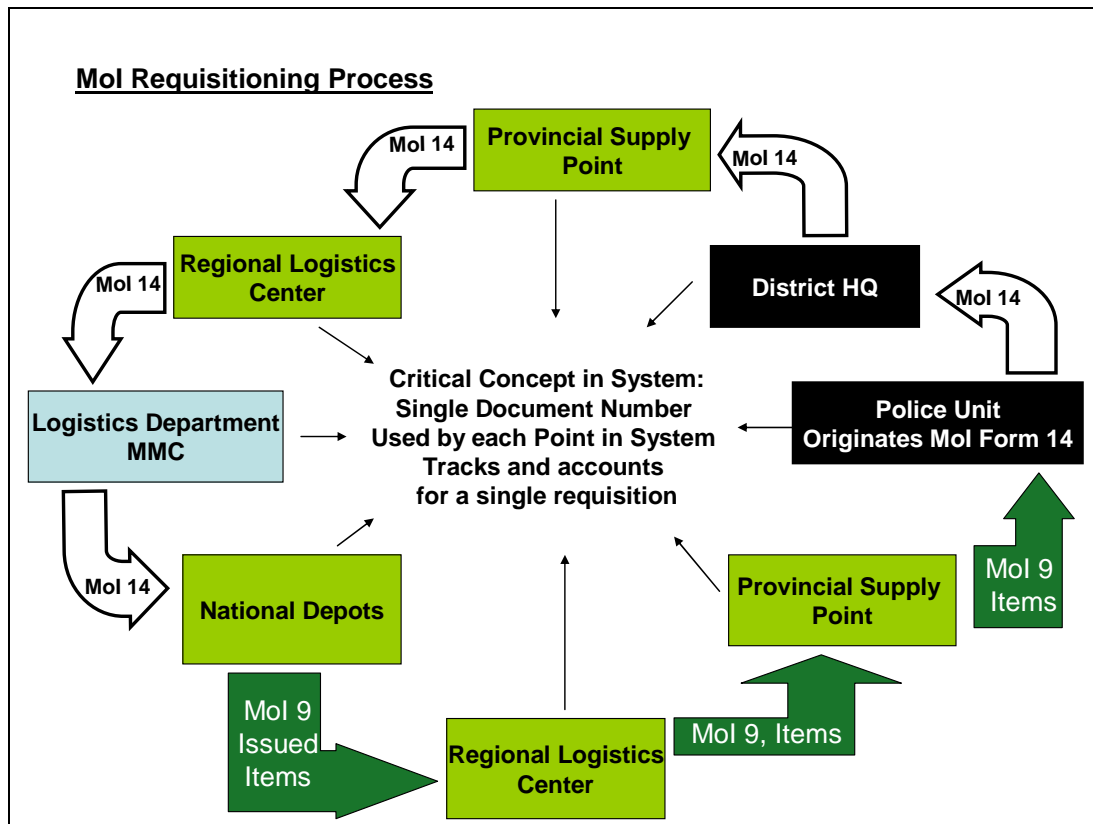 MoI Requisitioning Process
MoI 14
Provincial Supply
Point
MoI 14
Regional Logistics
Center
MoI 14
District HQ
MoI 14
Logistics Department
MMC
Critical Concept in System:
Single Document Number
Used by each Point in System
Tracks and accounts
for a single requisition
Police Unit
Originates MoI Form 14
MoI 14
National Depots
Provincial Supply
Point
MoI 9
Items
MoI 9
Issued
Items
Regional Logistics
Center
MoI 9, Items